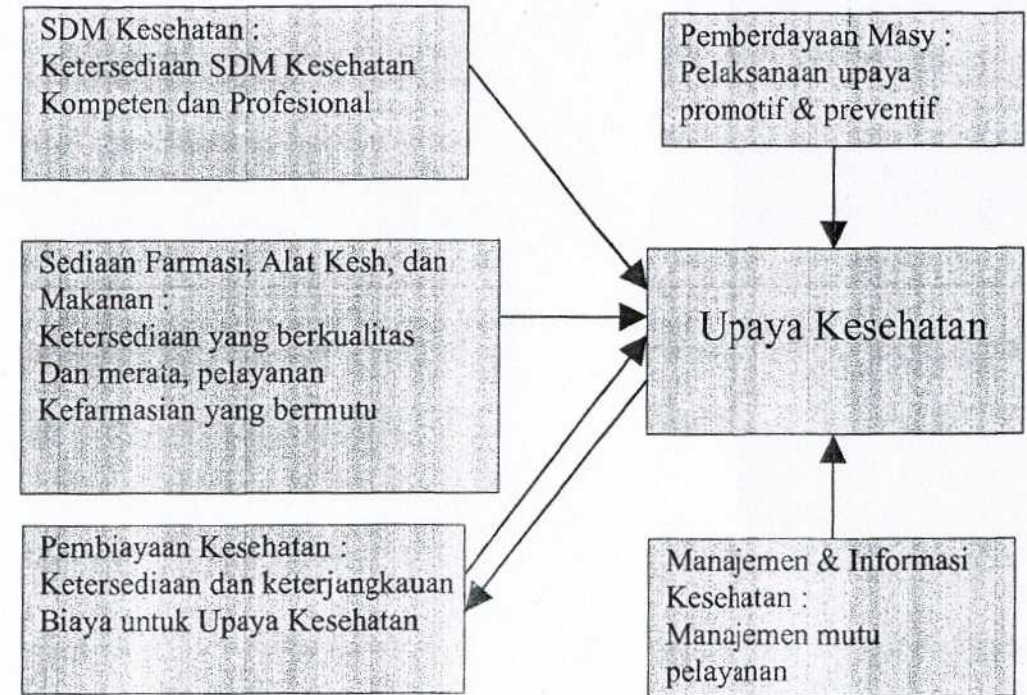 SDM Kesehatan :
Ketersediaan SDM Kesehatan
Kompeten dan Profesional
Pemberdayaan Masy :
Pelaksanaan upaya
promotif & preventif
Sediaan Farmasi, Alat Kesh, dan
Makanan :
Ketersediaan yang berkualitas
Dan merata, pelayanan
Kefarmasian yang bermutu
Upaya Kesehatan
Pembiayaan Kesehatan :
Ketersediaan dan keterjangkauan
Biaya untuk Upaya Kesehatan
Manajemen & Informasi
Kesehatan :
Manajemen mutu
pelayanan